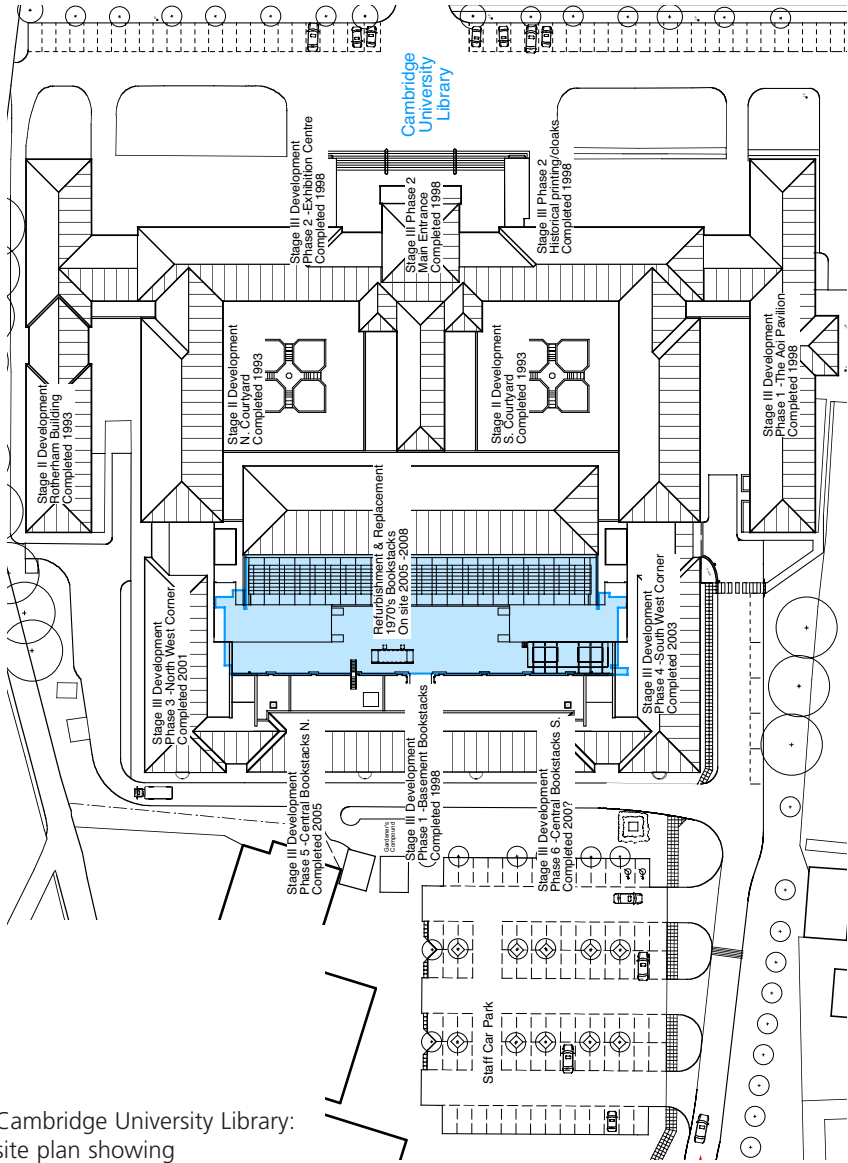 Cambridge
University
Library
Stage III Development
Phase 2 -Exhibition Centre
Completed 1998
Stage III Phase 2
Main Entrance
Completed 1998
Stage III Phase 2
Historical printing/cloaks
Completed 1998
Stage II Development
Rotherham Building
Completed 1993
Stage II Development
N. Courtyard
Completed 1993
Stage II Development
S. Courtyard
Completed 1993
Stage III Development
Phase 1 -The Aoi Pavilion
Completed 1998
Refurbishment & Replacement
1970's Bookstacks
On site 2005 -2008
Stage III Development
Phase 3 -North West Corner
Completed 2001
Stage III Development
Phase 4 -South West Corner
Completed 2003
Stage III Development
Phase 5 -Central Bookstacks N.
Completed 2005
Gardener's
Compound
Stage III Development
Phase 1 -Basement Bookstacks
Completed 1998
Stage III Development
Phase 6 -Central Bookstacks S.
Completed 200?
Staff Car Park
Cambridge University Library:
site plan showing